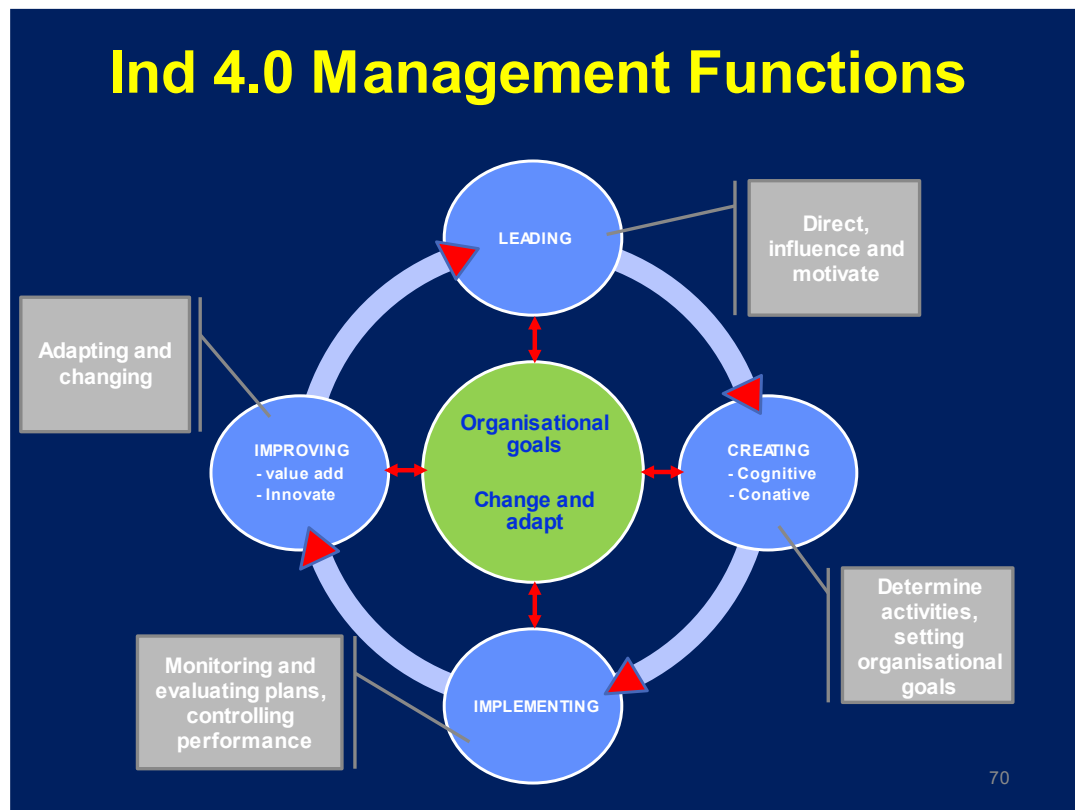 Ind 4.0 Management Functions
LEADING
Direct,
influence and
motivate
Adapting and
changing
IMPROVING
- value add
- Innovate
Organisational
goals
Change and
adapt
CREATING
- Cognitive
- Conative
Determine
activities,
setting
organisational
goals
Monitoring and
evaluating plans,
controlling
performance
IMPLEMENTING
70